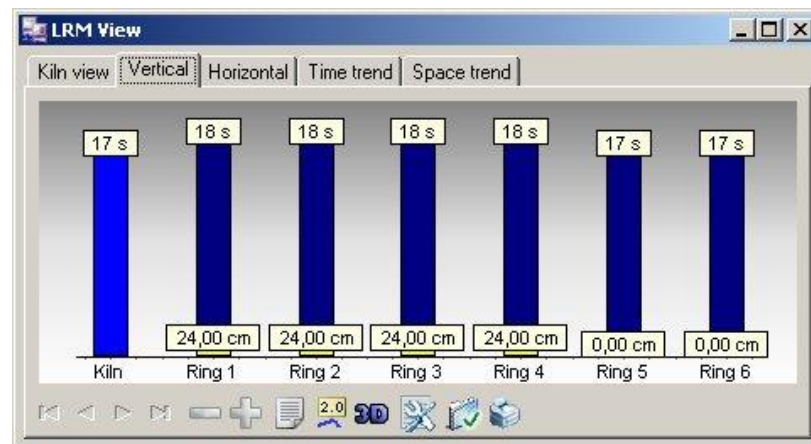 LRM View
Kiln view Vertical Horizontal Time trend Space trend
17 s 18 s 18 s 18 s 18 s 17 s 17 s
24,00 cm 24,00 cm 24,00 cm 24,00 cm 0,00 cm 0,00 cm
Kiln Ring 1 Ring 2 Ring 3 Ring 4 Ring 5 Ring 6
2.0 3D